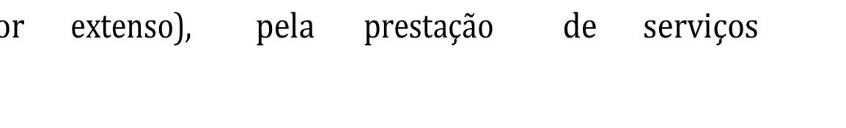 or extenso), pela prestação de serviços